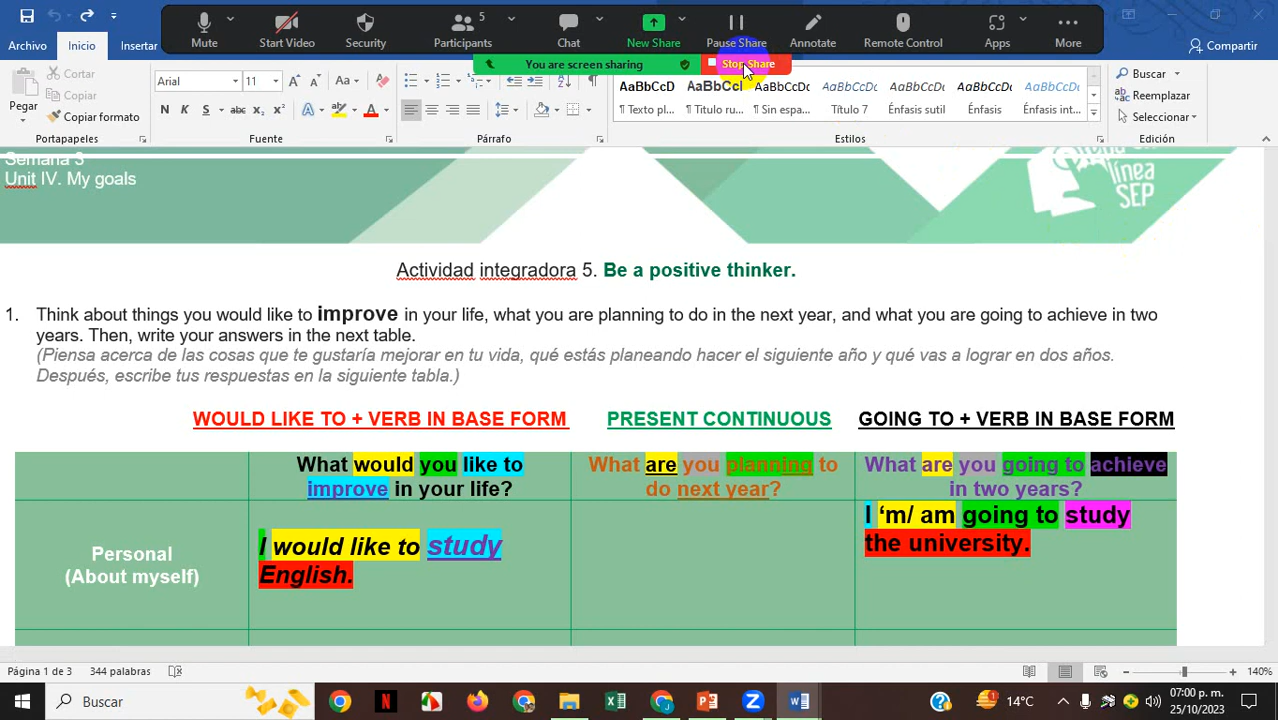 5
Mute
Start Video
Security
Participants
Chat
New Share
Pause Share
Annotate
Remote Control
Apps
More
You are screen sharing
Stop Share
Archivo
Inicio
Insertar
Compartir
Pegar
Cortar
Copiar
Copiar formato
Portapapeles
Arial
11
Aa
N
K
S
A
A
Fuente
Párrafo
AaBbCcD
AaBbCcI
AaBbCcDc
AaBbCcDc
AaBbCcDc
AaBbCcDc
AaBbCcDc
¶ Texto pl...
¶ Titulo ru...
¶ Sin espa...
Título 7
Énfasis sutil
Énfasis
Énfasis int...
Estilos
Buscar
Reemplazar
Seleccionar
Edición
Semana 3
Unit IV. My goals
línea
SEP
Actividad integradora 5. Be a positive thinker.
1. Think about things you would like to improve in your life, what you are planning to do in the next year, and what you are going to achieve in two
years. Then, write your answers in the next table.
(Piensa acerca de las cosas que te gustaría mejorar en tu vida, qué estás planeando hacer el siguiente año y qué vas a lograr en dos años.
Después, escribe tus respuestas en la siguiente tabla.)
WOULD LIKE TO + VERB IN BASE FORM
PRESENT CONTINUOUS
GOING TO + VERB IN BASE FORM
What would you like to
improve in your life?
What are you planning to
do next year?
What are you going to achieve
in two years?
Personal
(About myself)
I would like to study
English.
I ‘m/ am going to study
the university.
Página 1 de 3
344 palabras
140%
Buscar
14°C
07:00 p. m.
25/10/2023